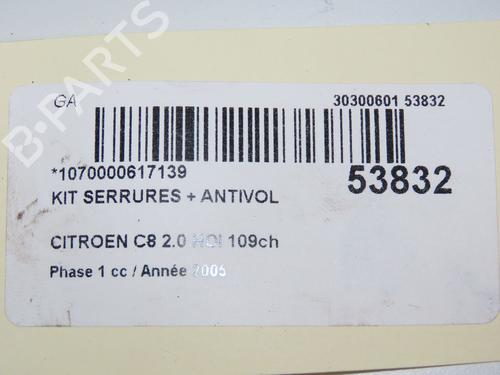 B-PARTS
GA 30300601 53832
*1070000617139 53832
KIT SERRURES + ANTIVOL
CITROEN C8 2.0 HDI 109ch
Phase 1 cc / Année 2005